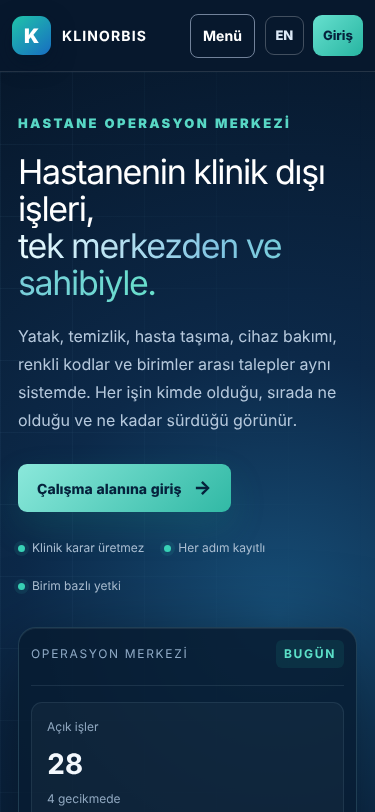 K KLINORBIS Menü EN Giriş
HASTANE OPERASYON MERKEZİ
Hastanenin klinik dışı
işleri,
tek merkezden ve
sahibiyle.
Yatak, temizlik, hasta taşıma, cihaz bakımı,
renkli kodlar ve birimler arası talepler aynı
sistemde. Her işin kimde olduğu, sırada ne
olduğu ve ne kadar sürdüğü görünür.
Çalışma alanına giriş →
Klinik karar üretmez Her adım kayıtlı
Birim bazlı yetki
OPERASYON MERKEZİ BUGÜN
Açık işler
28
4 gecikmede